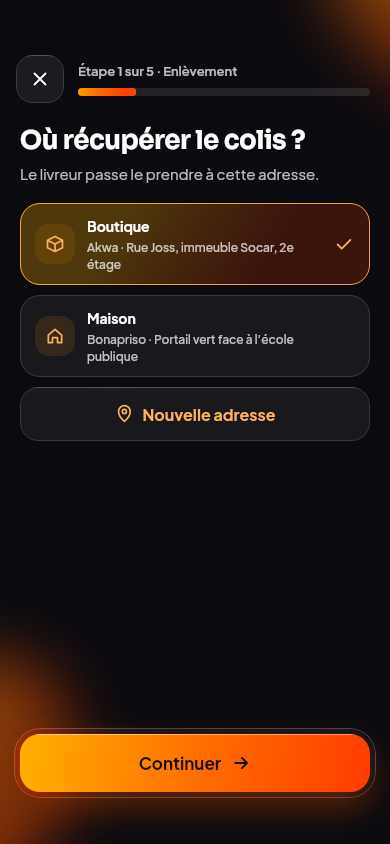 Étape 1 sur 5 · Enlèvement
Où récupérer le colis ?
Le livreur passe le prendre à cette adresse.
Boutique
Akwa · Rue Joss, immeuble Socar, 2e
étage
Maison
Bonapriso · Portail vert face à l'école
publique
Nouvelle adresse
Continuer